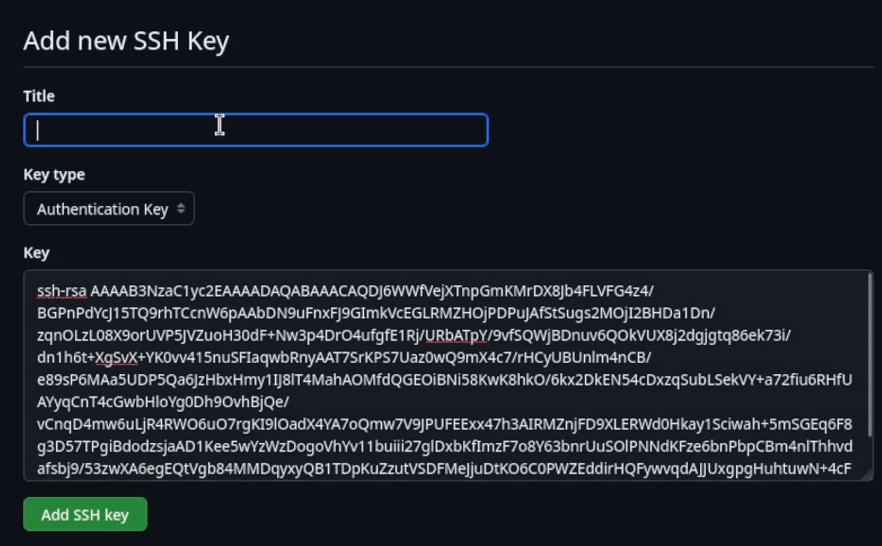 Add new SSH Key
Title
Key type
Authentication Key
Key
ssh-rsa AAAAB3NzaC1yc2EAAAADAQABAAACAQDJ6WWfVejXTnpGmKMrDX8Jb4FLVFG4z4/
BGPnPdYcJ15TQ9rhTCcnW6pAAbDN9uFnxFJ9GImkVcEGLRMZHOjPDPUJAfStSugs2MOjI2BHDa1Dn/
zqnOLzL08X9orUVP5JVZuoH30dF+Nw3p4DrO4ufgfE1Rj/URbATpY/9vfSQWjBDnuv6QOkVUX8j2dgjgtq86ek73i/
dn1h6t+XgSvX+YK0vv415nuSFIaqwbRnyAAT7SrKPS7Uaz0wQ9mX4c7/rHCyUBUnlm4nCB/
e89sP6MAa5UDP5Qa6JzHbxHmy1IJ8lT4MahAOMfdQGEOiBNi58KwK8hkO/6kx2DkEN54cDxzqSubLSekVY+a72fiu6RHfU
AYyqCnT4cGwbHloYg0Dh9OvhBjQe/
vCnqD4mw6uLjR4RWO6uO7rgKI9lOadX4YA7oQmw7V9JPUFEExx47h3AIRMZnjFD9XLERWd0Hkay1Sciwah+5mSGEq6F8
g3D57TPgiBdodzsjaAD1Kee5wYzWzDogoVhYv11buiii27glDxbKfImzF7o8Y63bnrUuSOlPNNdKFze6bnPbpCBm4nlThhvd
afsbj9/53zwXA6egEQtVgb84MMDqyxyQB1TDpKuZzutVSDFMeJJuDtKO6C0PWZEddirHQFywvqdAJJUxgpgHuhtuwN+4cF
Add SSH key